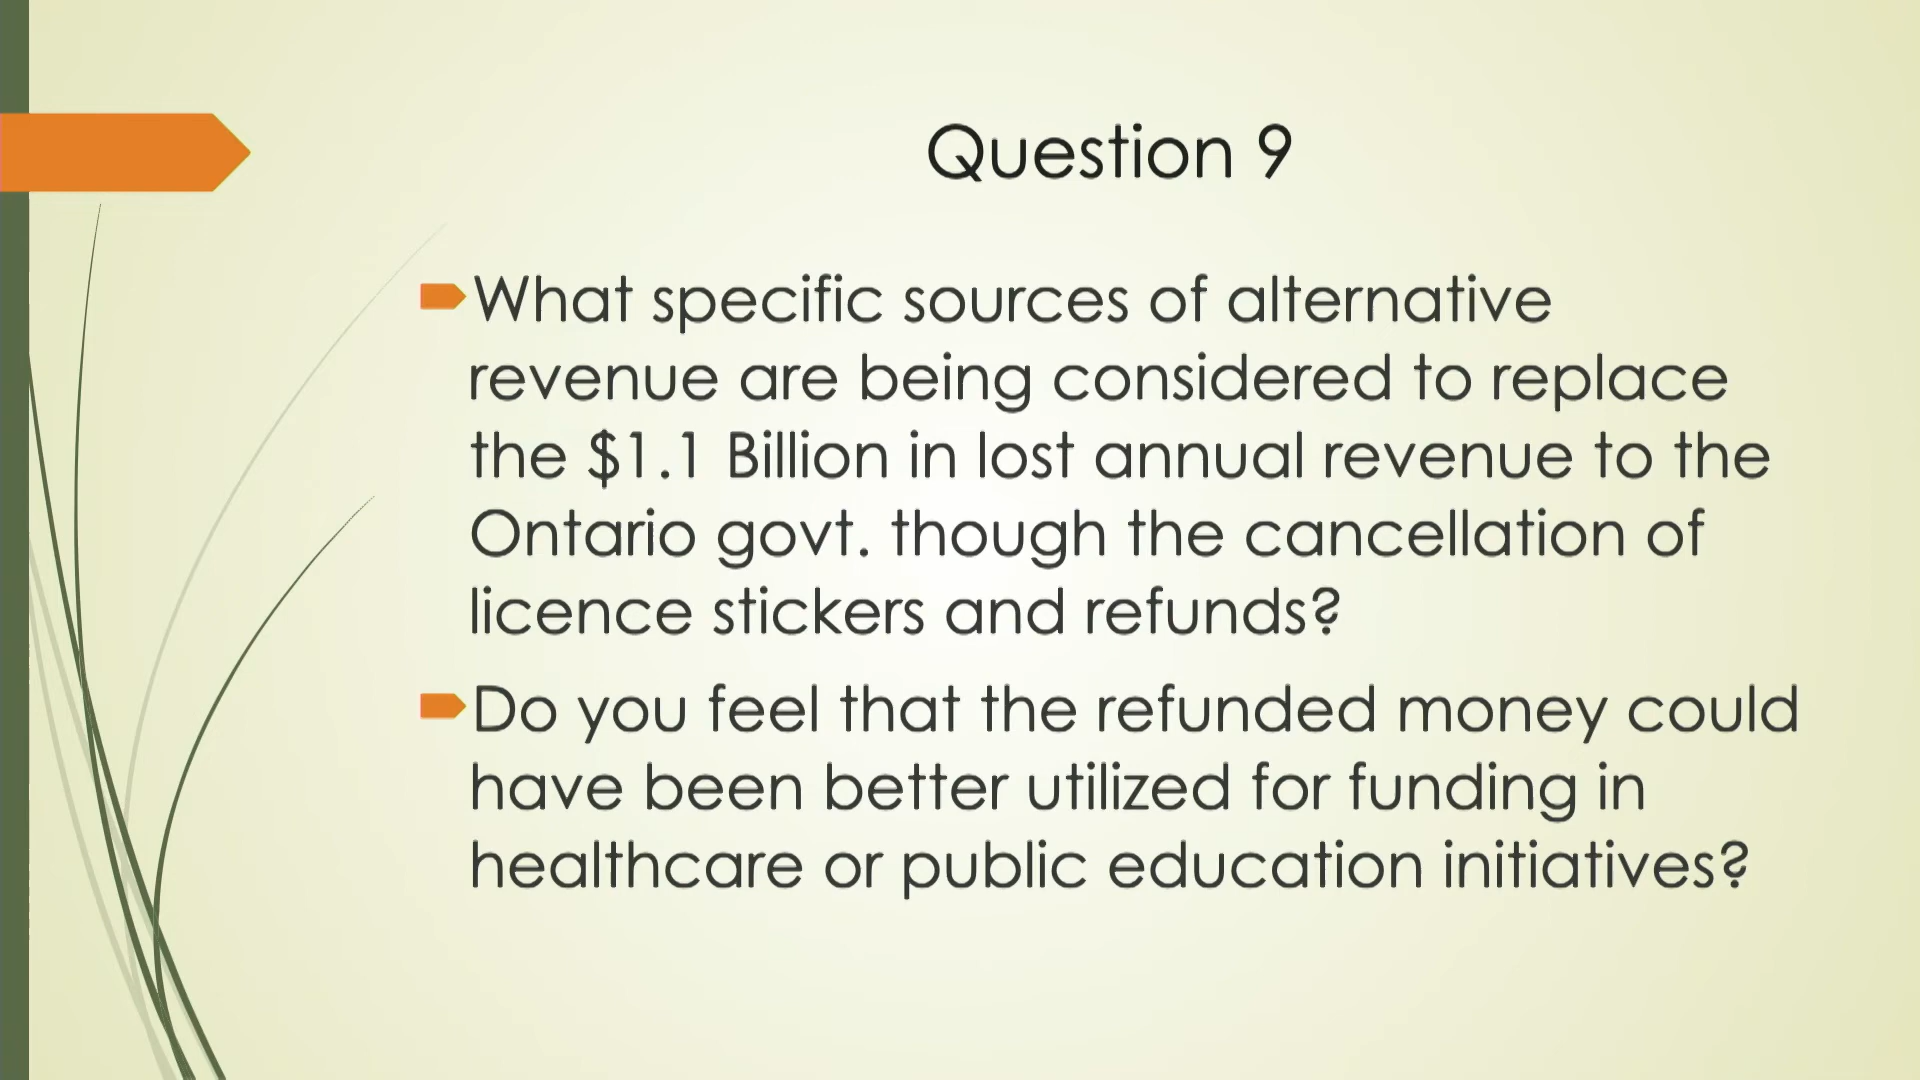 Question 9
What specific sources of alternative
revenue are being considered to replace
the $1.1 Billion in lost annual revenue to the
Ontario govt. though the cancellation of
licence stickers and refunds?
Do you feel that the refunded money could
have been better utilized for funding in
healthcare or public education initiatives?